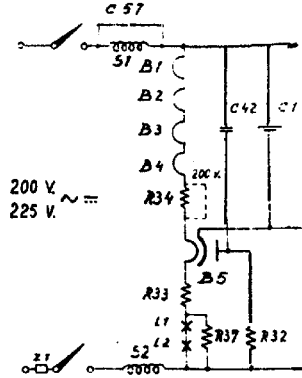 C 57
S1
B1
B2
C42
C1
B3
B4
200 V.
R34
200 V.
225 V. ~ =
B5
R33
L1
L2
R37
R32
S2
Z1